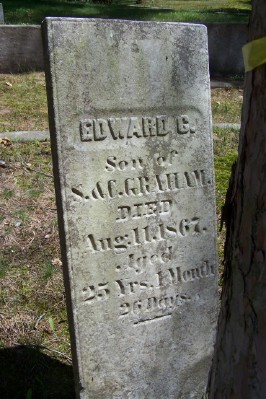 EDWARD C.
Son of
S. & C. GRAHAM.
DIED
Aug. 11, 1867.
Aged
25 Yrs. 1 Month
26 Days.